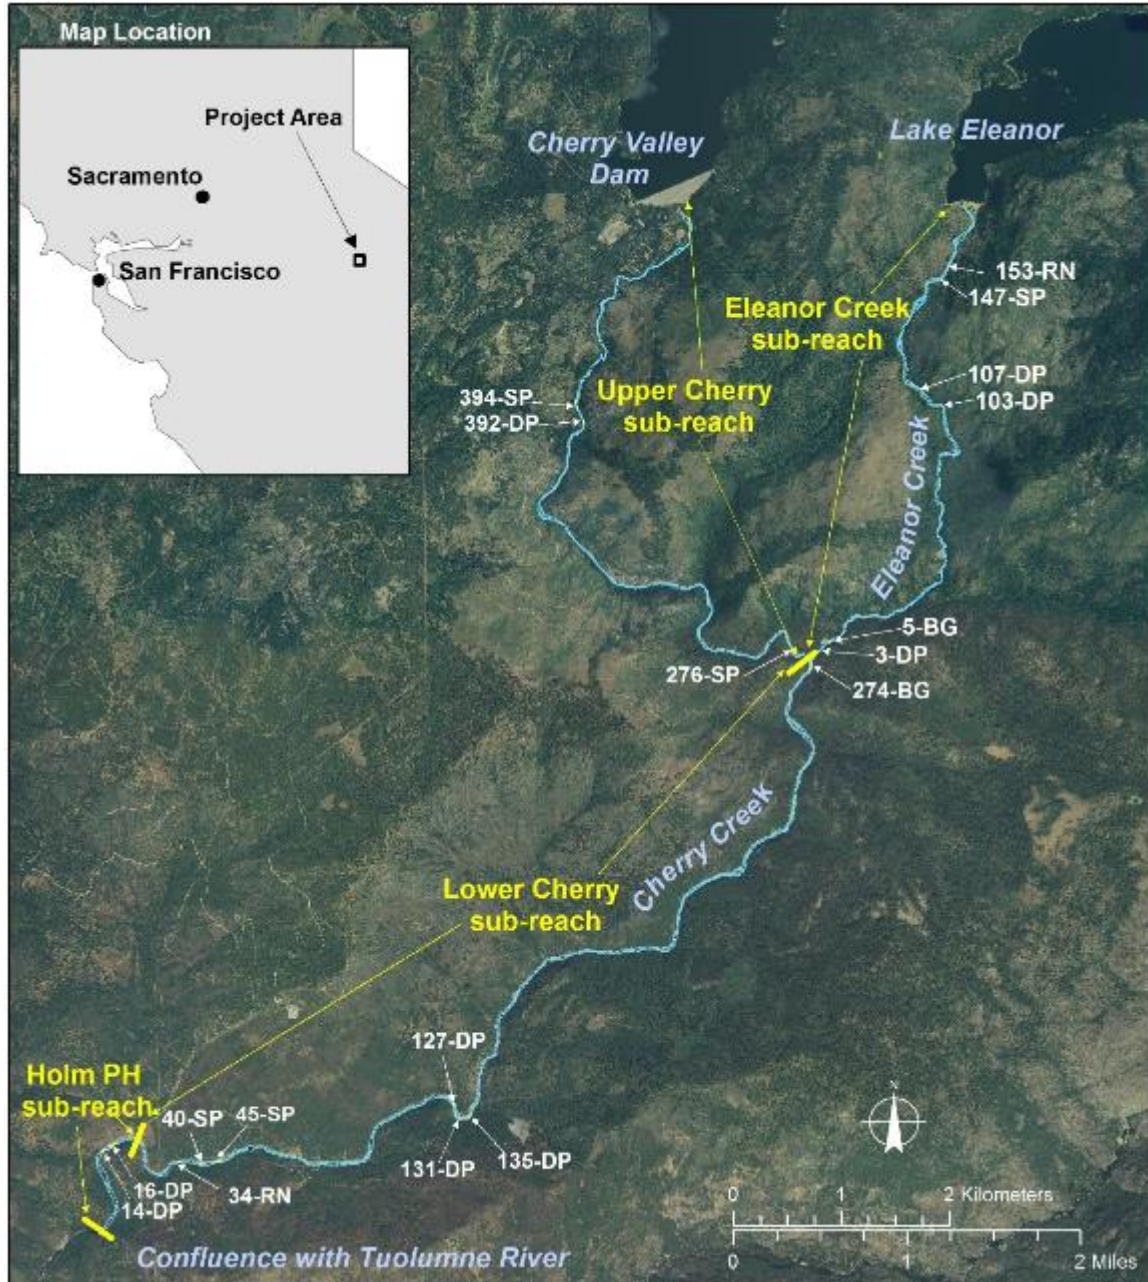 Map Location
Project Area
Sacramento
San Francisco
Cherry Valley
Dam
Lake Eleanor
153-RN
147-SP
Eleanor Creek
sub-reach
107-DP
103-DP
Upper Cherry
sub-reach
394-SP
392-DP
Eleanor Creek
5-BG
3-DP
276-SP
274-BG
Cherry Creek
Lower Cherry
sub-reach
127-DP
Holm PH
sub-reach
40-SP
45-SP
131-DP
135-DP
16-DP
14-DP
34-RN
Confluence with Tuolumne River
N
0 1 2 Kilometers
0 1 2 Miles